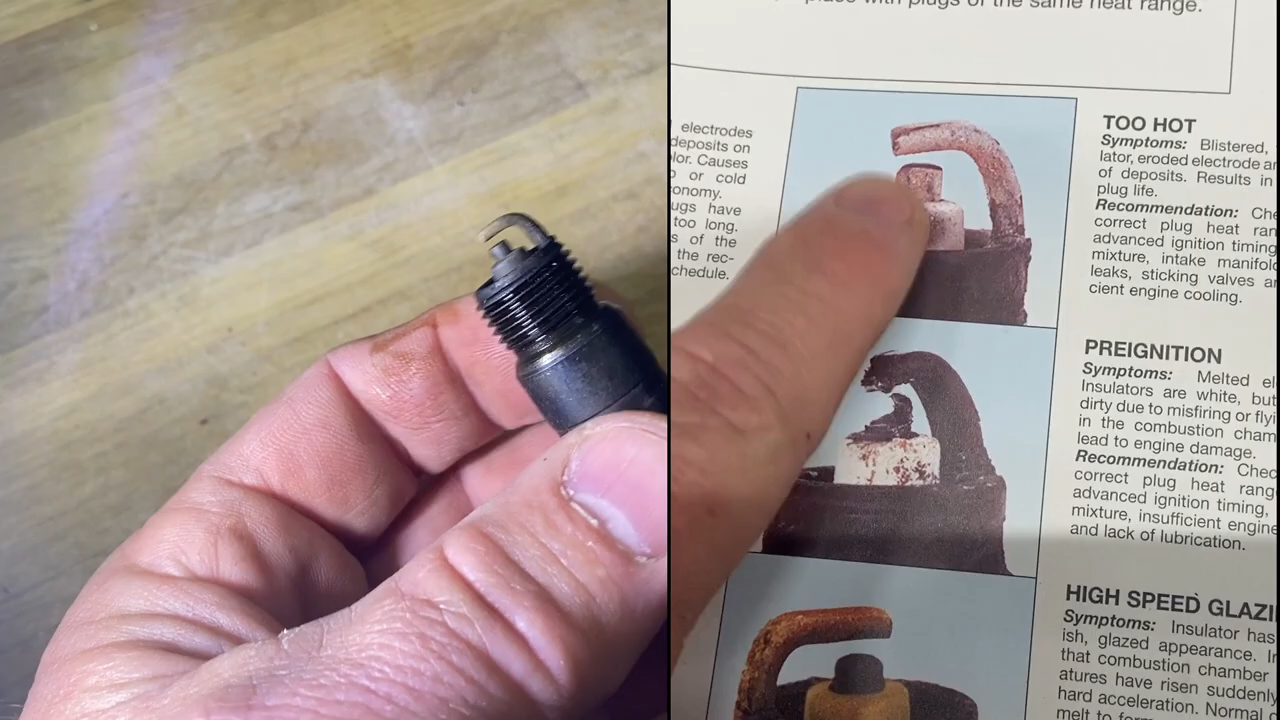 place with plugs of the same heat range.
electrodes
deposits on
lor. Causes
or cold
onomy.
ugs have
too long.
s of the
the rec-
chedule.
TOO HOT
Symptoms: Blistered,
lator, eroded electrode
of deposits. Results in
plug life.
Recommendation: Che
correct plug heat ran
advanced ignition timing
mixture, intake manifol
leaks, sticking valves
cient engine cooling.
PREIGNITION
Symptoms: Melted el
Insulators are white, but
dirty due to misfiring or flyi
in the combustion cham
lead to engine damage.
Recommendation: Chec
correct plug heat rang
advanced ignition timing,
mixture, insufficient engine
and lack of lubrication.
HIGH SPEED GLAZI
Symptoms: Insulator has
ish, glazed appearance.
that combustion chamber
atures have risen suddenly
hard acceleration. Normal
melt to form